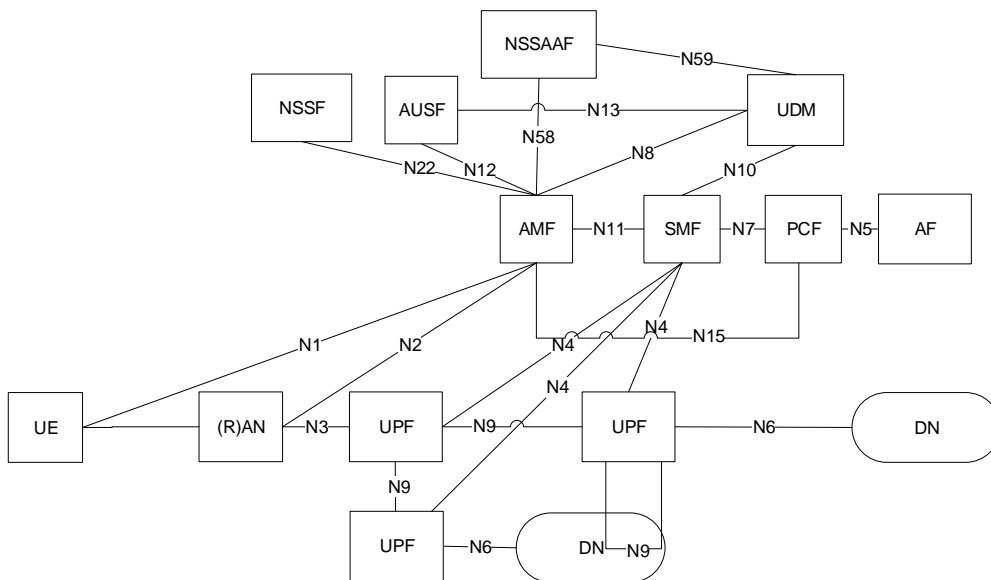 NSSAAF
N59
NSSF
AUSF
N13
UDM
N58
N22
N12
N8
N10
AMF
N11
SMF
N7
PCF
N5
AF
N1
N2
N4
N4
N15
N4
UE
(R)AN
N3
UPF
N9
UPF
N6
DN
N9
UPF
N6
DN
N9